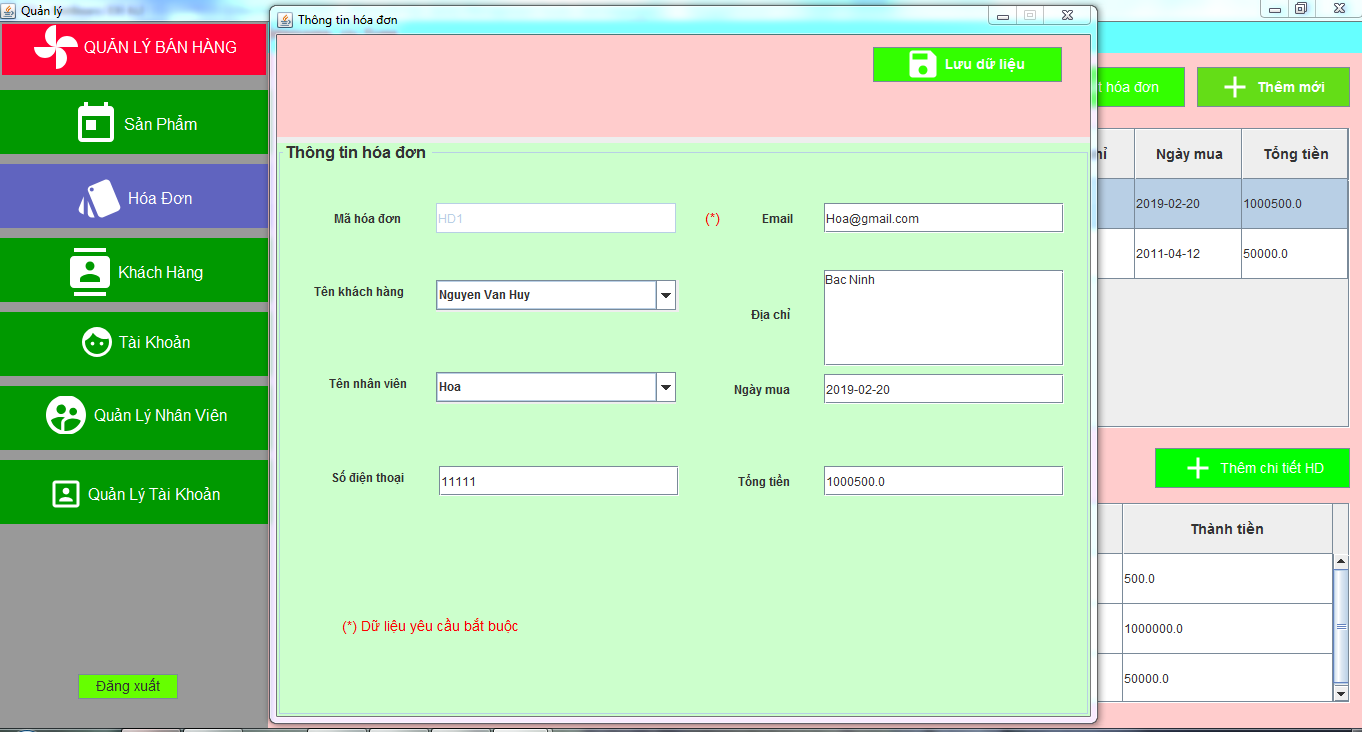 Quản lý
Thông tin hóa đơn
QUẢN LÝ BÁN HÀNG
Sản Phẩm
Hóa Đơn
Khách Hàng
Tài Khoản
Quản Lý Nhân Viên
Quản Lý Tài Khoản
Đăng xuất
Lưu dữ liệu
Thông tin hóa đơn
Mã hóa đơn HD1 (*) Email Hoa@gmail.com
Tên khách hàng Nguyen Van Huy
Địa chỉ Bac Ninh
Tên nhân viên Hoa
Ngày mua 2019-02-20
Số điện thoại 11111
Tổng tiền 1000500.0
(*) Dữ liệu yêu cầu bắt buộc
hóa đơn
Thêm mới
Ngày mua Tổng tiền
2019-02-20 1000500.0
2011-04-12 50000.0
Thêm chi tiết HD
Thành tiền
500.0
1000000.0
50000.0